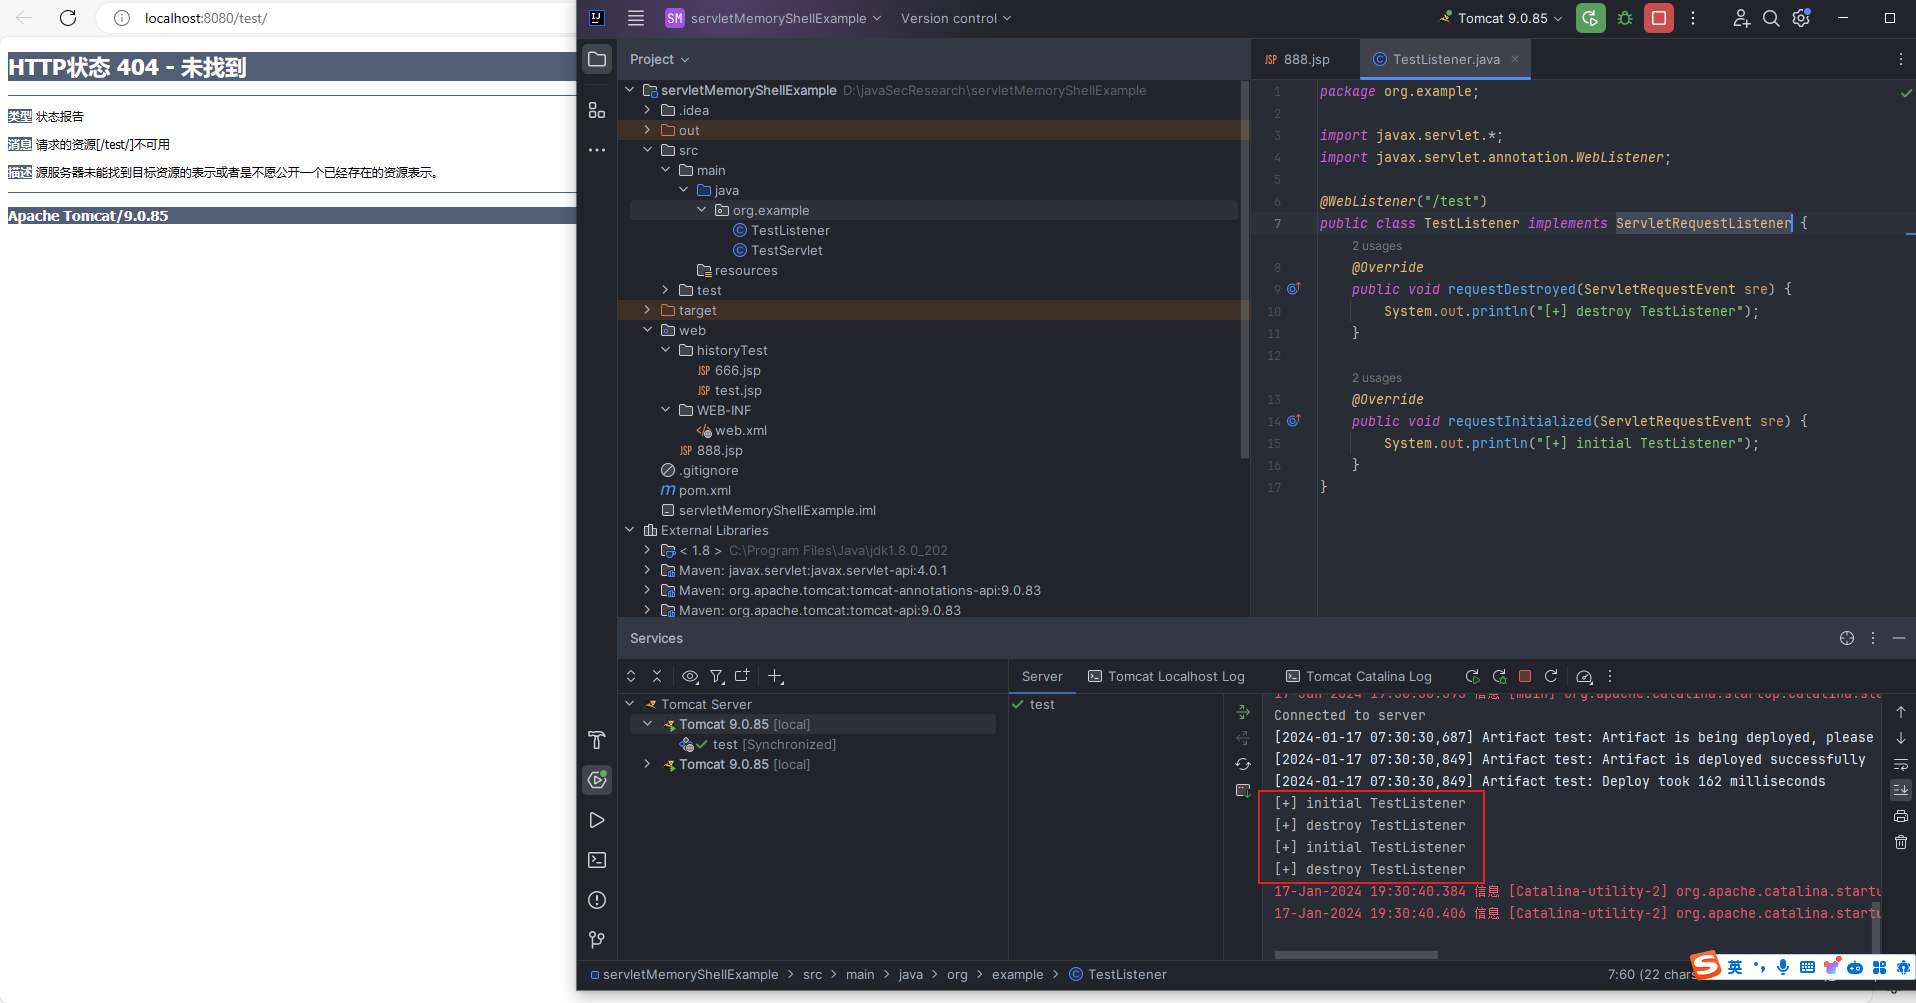 localhost:8080/test/
HTTP状态 404 - 未找到
类型 状态报告
消息 请求的资源[/test/]不可用
描述 源服务器未能找到目标资源的表示或者是不愿公开一个已经存在的资源表示。
Apache Tomcat/9.0.85
SM servletMemoryShellExample Version control Tomcat 9.0.85
Project
servletMemoryShellExample D:\javaSecResearch\servletMemoryShellExample
.idea
out
src
main
java
org.example
TestListener
TestServlet
resources
test
target
web
historyTest
JSP 666.jsp
JSP test.jsp
WEB-INF
web.xml
JSP 888.jsp
.gitignore
pom.xml
servletMemoryShellExample.iml
External Libraries
< 1.8 > C:\Program Files\Java\jdk1.8.0_202
Maven: javax.servlet:javax.servlet-api:4.0.1
Maven: org.apache.tomcat:tomcat-annotations-api:9.0.83
Maven: org.apache.tomcat:tomcat-api:9.0.83
JSP 888.jsp TestListener.java
1 package org.example;
2
3 import javax.servlet.*;
4 import javax.servlet.annotation.WebListener;
5
6 @WebListener("/test")
7 public class TestListener implements ServletRequestListener {
2 usages
8 @Override
9 public void requestDestroyed(ServletRequestEvent sre) {
10 System.out.println("[+] destroy TestListener");
11 }
12
2 usages
13 @Override
14 public void requestInitialized(ServletRequestEvent sre) {
15 System.out.println("[+] initial TestListener");
16 }
17 }
Services
Tomcat Server
Tomcat 9.0.85 [local]
test [Synchronized]
Tomcat 9.0.85 [local]
Server Tomcat Localhost Log Tomcat Catalina Log
test
Connected to server
[2024-01-17 07:30:30,687] Artifact test: Artifact is being deployed, please
[2024-01-17 07:30:30,849] Artifact test: Artifact is deployed successfully
[2024-01-17 07:30:30,849] Artifact test: Deploy took 162 milliseconds
[+] initial TestListener
[+] destroy TestListener
[+] initial TestListener
[+] destroy TestListener
17-Jan-2024 19:30:40.384 信息 [Catalina-utility-2] org.apache.catalina.startu
17-Jan-2024 19:30:40.406 信息 [Catalina-utility-2] org.apache.catalina.startu
servletMemoryShellExample > src > main > java > org > example > TestListener 7:60 (22 chars
英